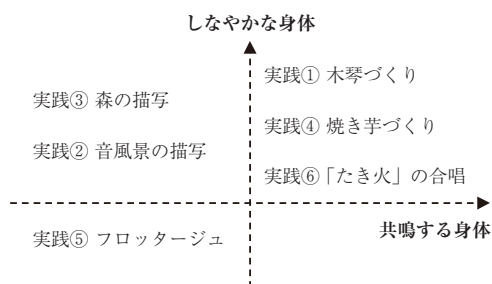 しなやかな身体
実践① 木琴づくり
実践③ 森の描写
実践④ 焼き芋づくり
実践② 音風景の描写
実践⑥「たき火」の合唱
共鳴する身体
実践⑤ フロッタージュ